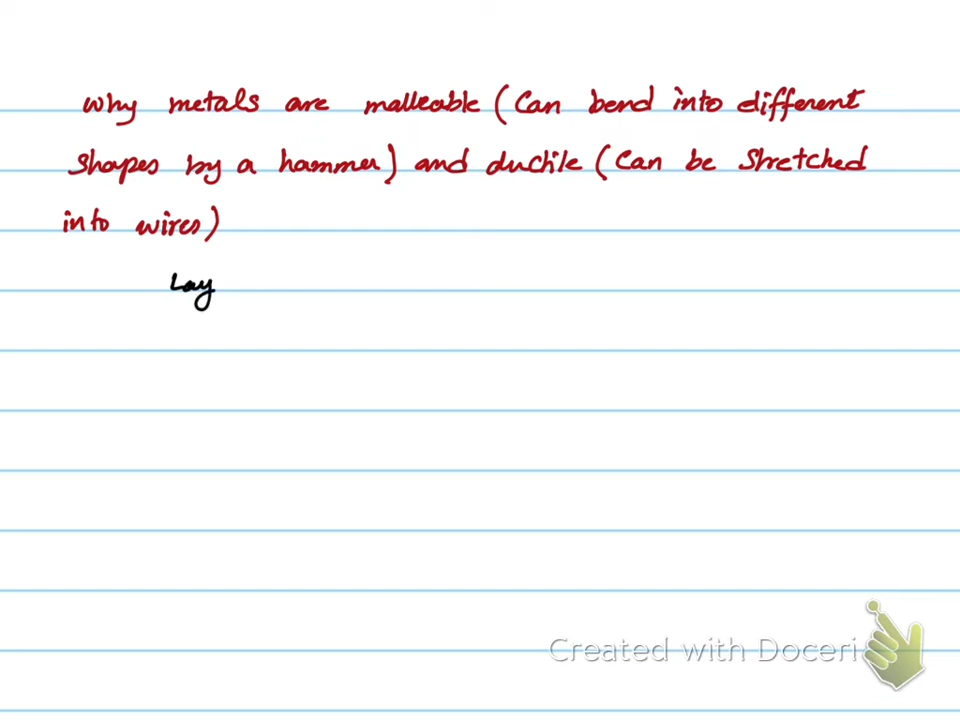 why metals are malleable (can bend into different
shapes by a hammer) and ductile (can be stretched
into wires)
Lay
Created with Doceri